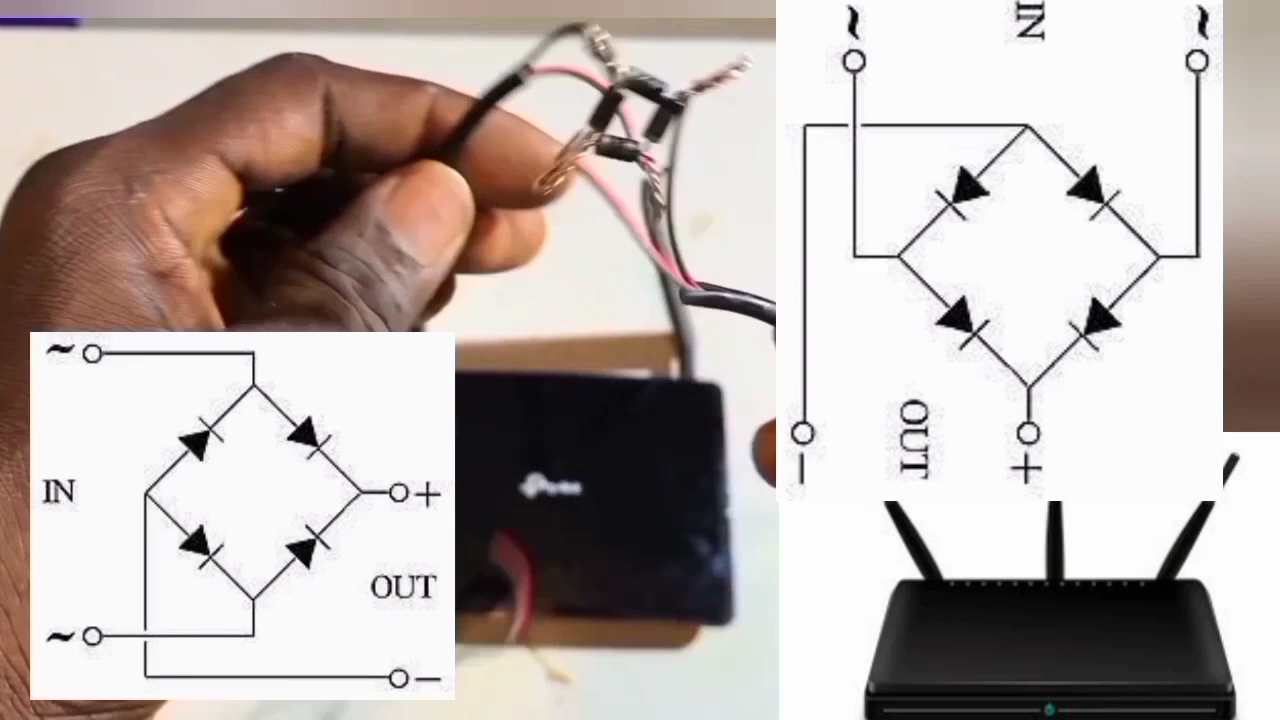 ~ IN ~
OUT
− +
~
IN
+
OUT
~
−